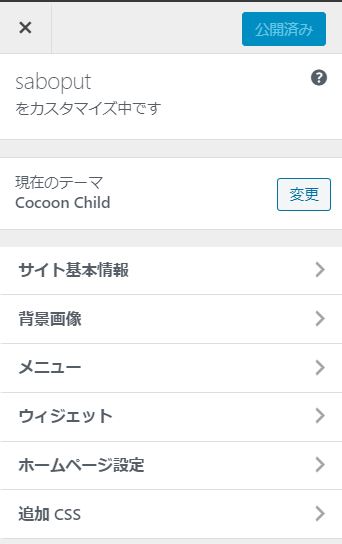 ×
公開済み
saboput
?
をカスタマイズ中です
現在のテーマ
Cocoon Child
変更
サイト基本情報
背景画像
メニュー
ウィジェット
ホームページ設定
追加 CSS